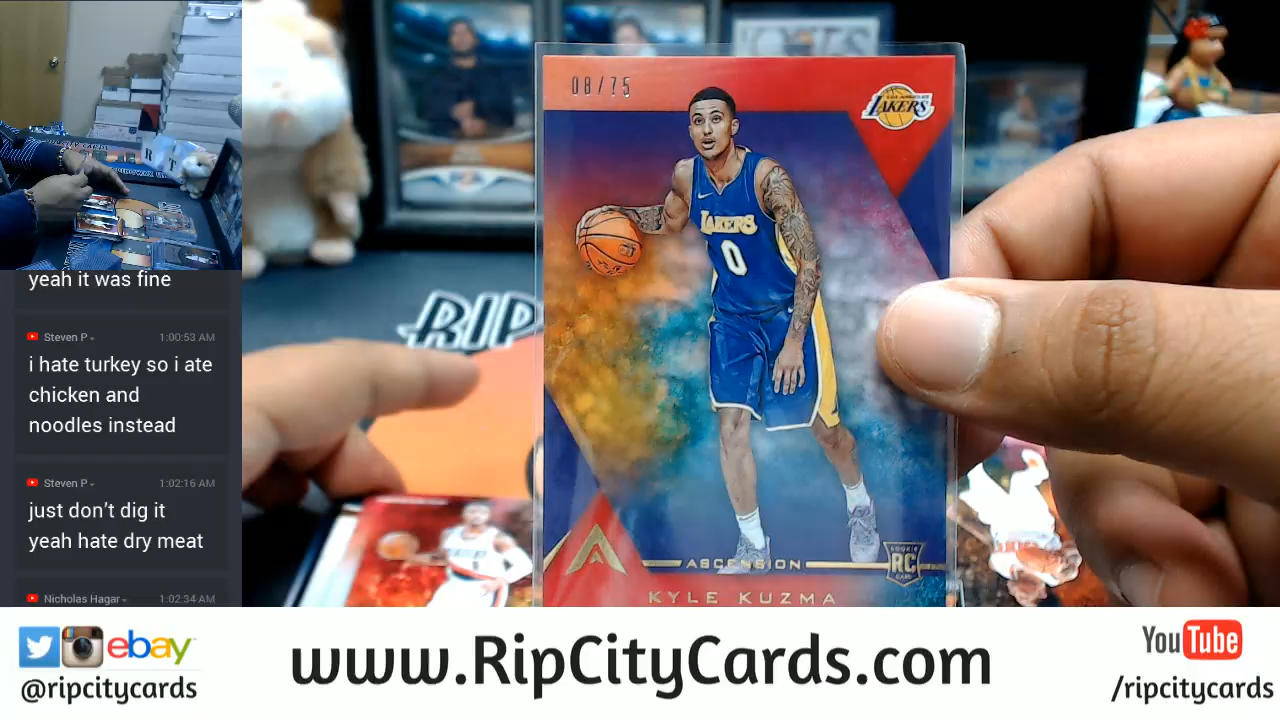 yeah it was fine
Steven P
1:00:53 AM
i hate turkey so i ate
chicken and
noodles instead
Steven P
1:02:16 AM
just don't dig it
yeah hate dry meat
Nicholas Hagar
1:02:34 AM
08/75
LAKERS
LAKERS
0
ASCENSION
ROOKIE
RC
CARD
KYLE KUZMA
RIP
ebay
@ripcitycards
www.RipCityCards.com
YouTube
/ripcitycards